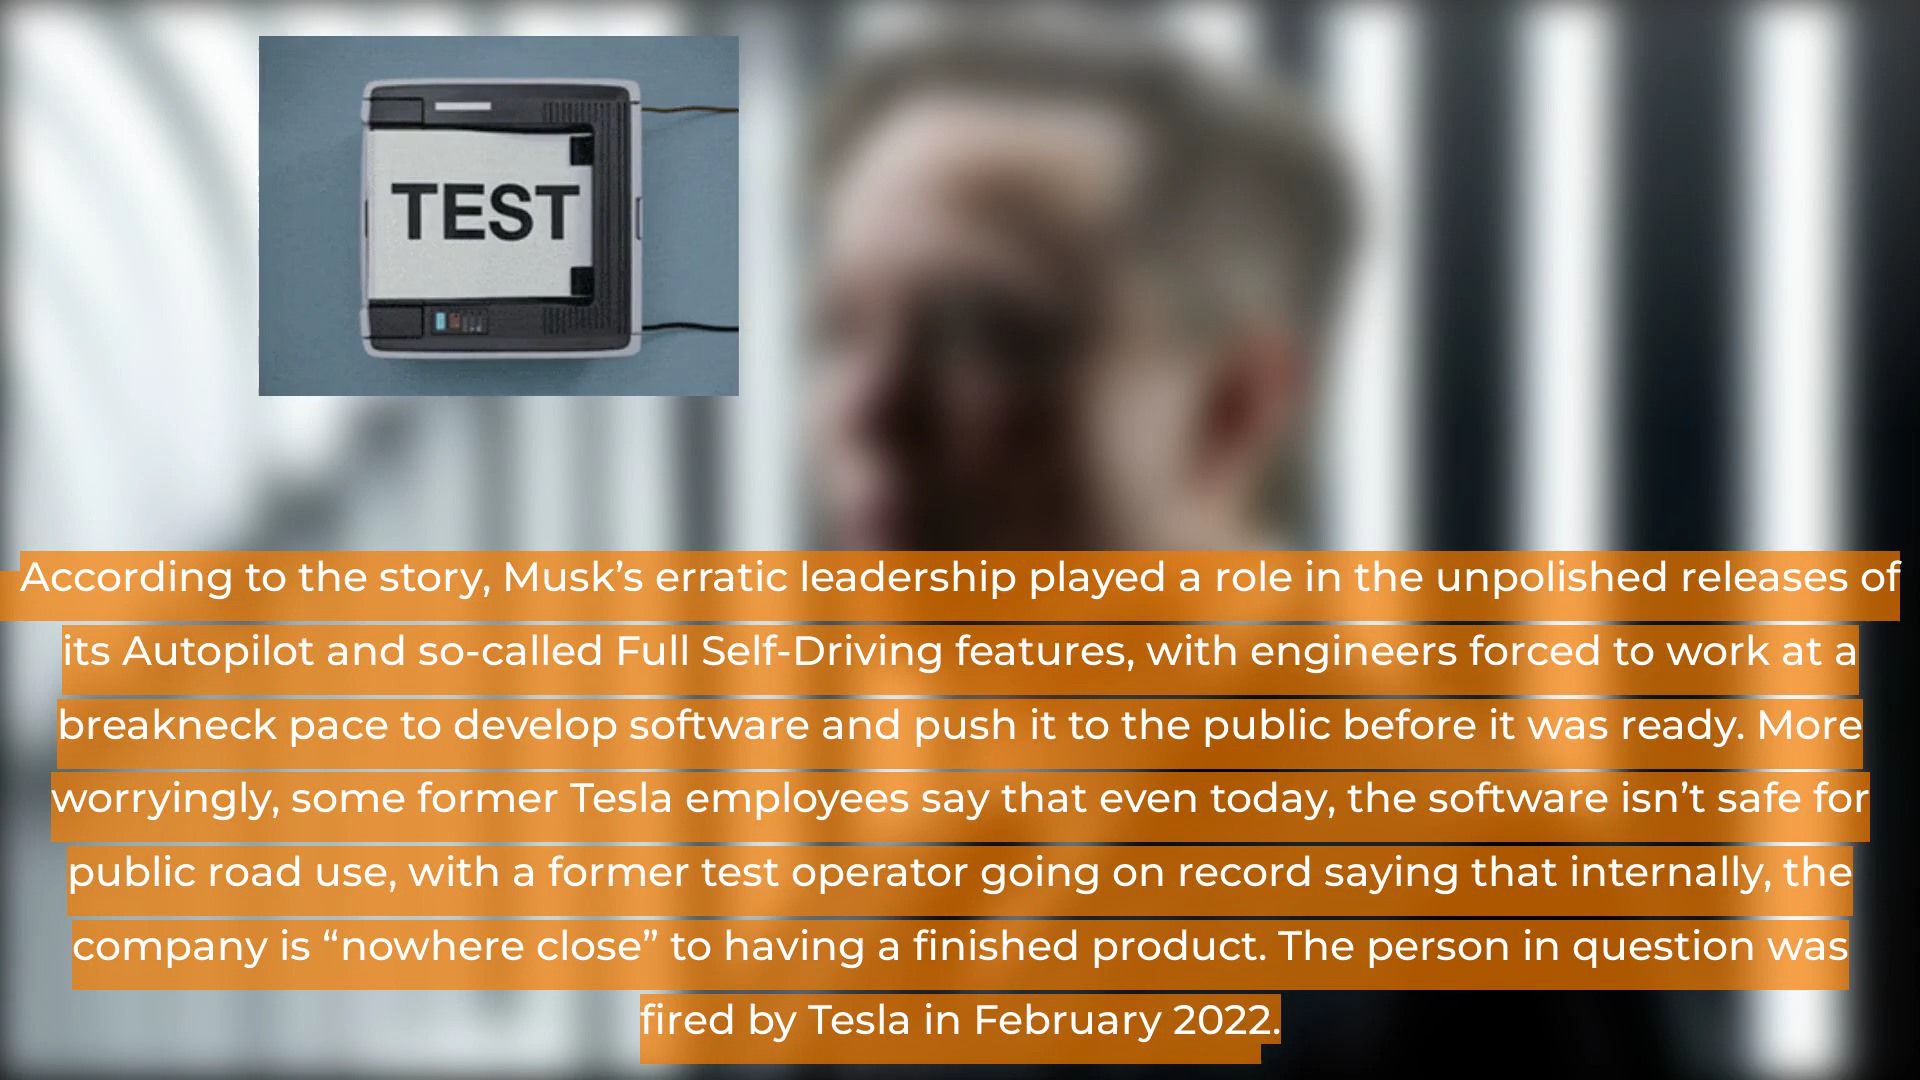 TEST
According to the story, Musk’s erratic leadership played a role in the unpolished releases of
its Autopilot and so-called Full Self-Driving features, with engineers forced to work at a
breakneck pace to develop software and push it to the public before it was ready. More
worryingly, some former Tesla employees say that even today, the software isn’t safe for
public road use, with a former test operator going on record saying that internally, the
company is “nowhere close” to having a finished product. The person in question was
fired by Tesla in February 2022.